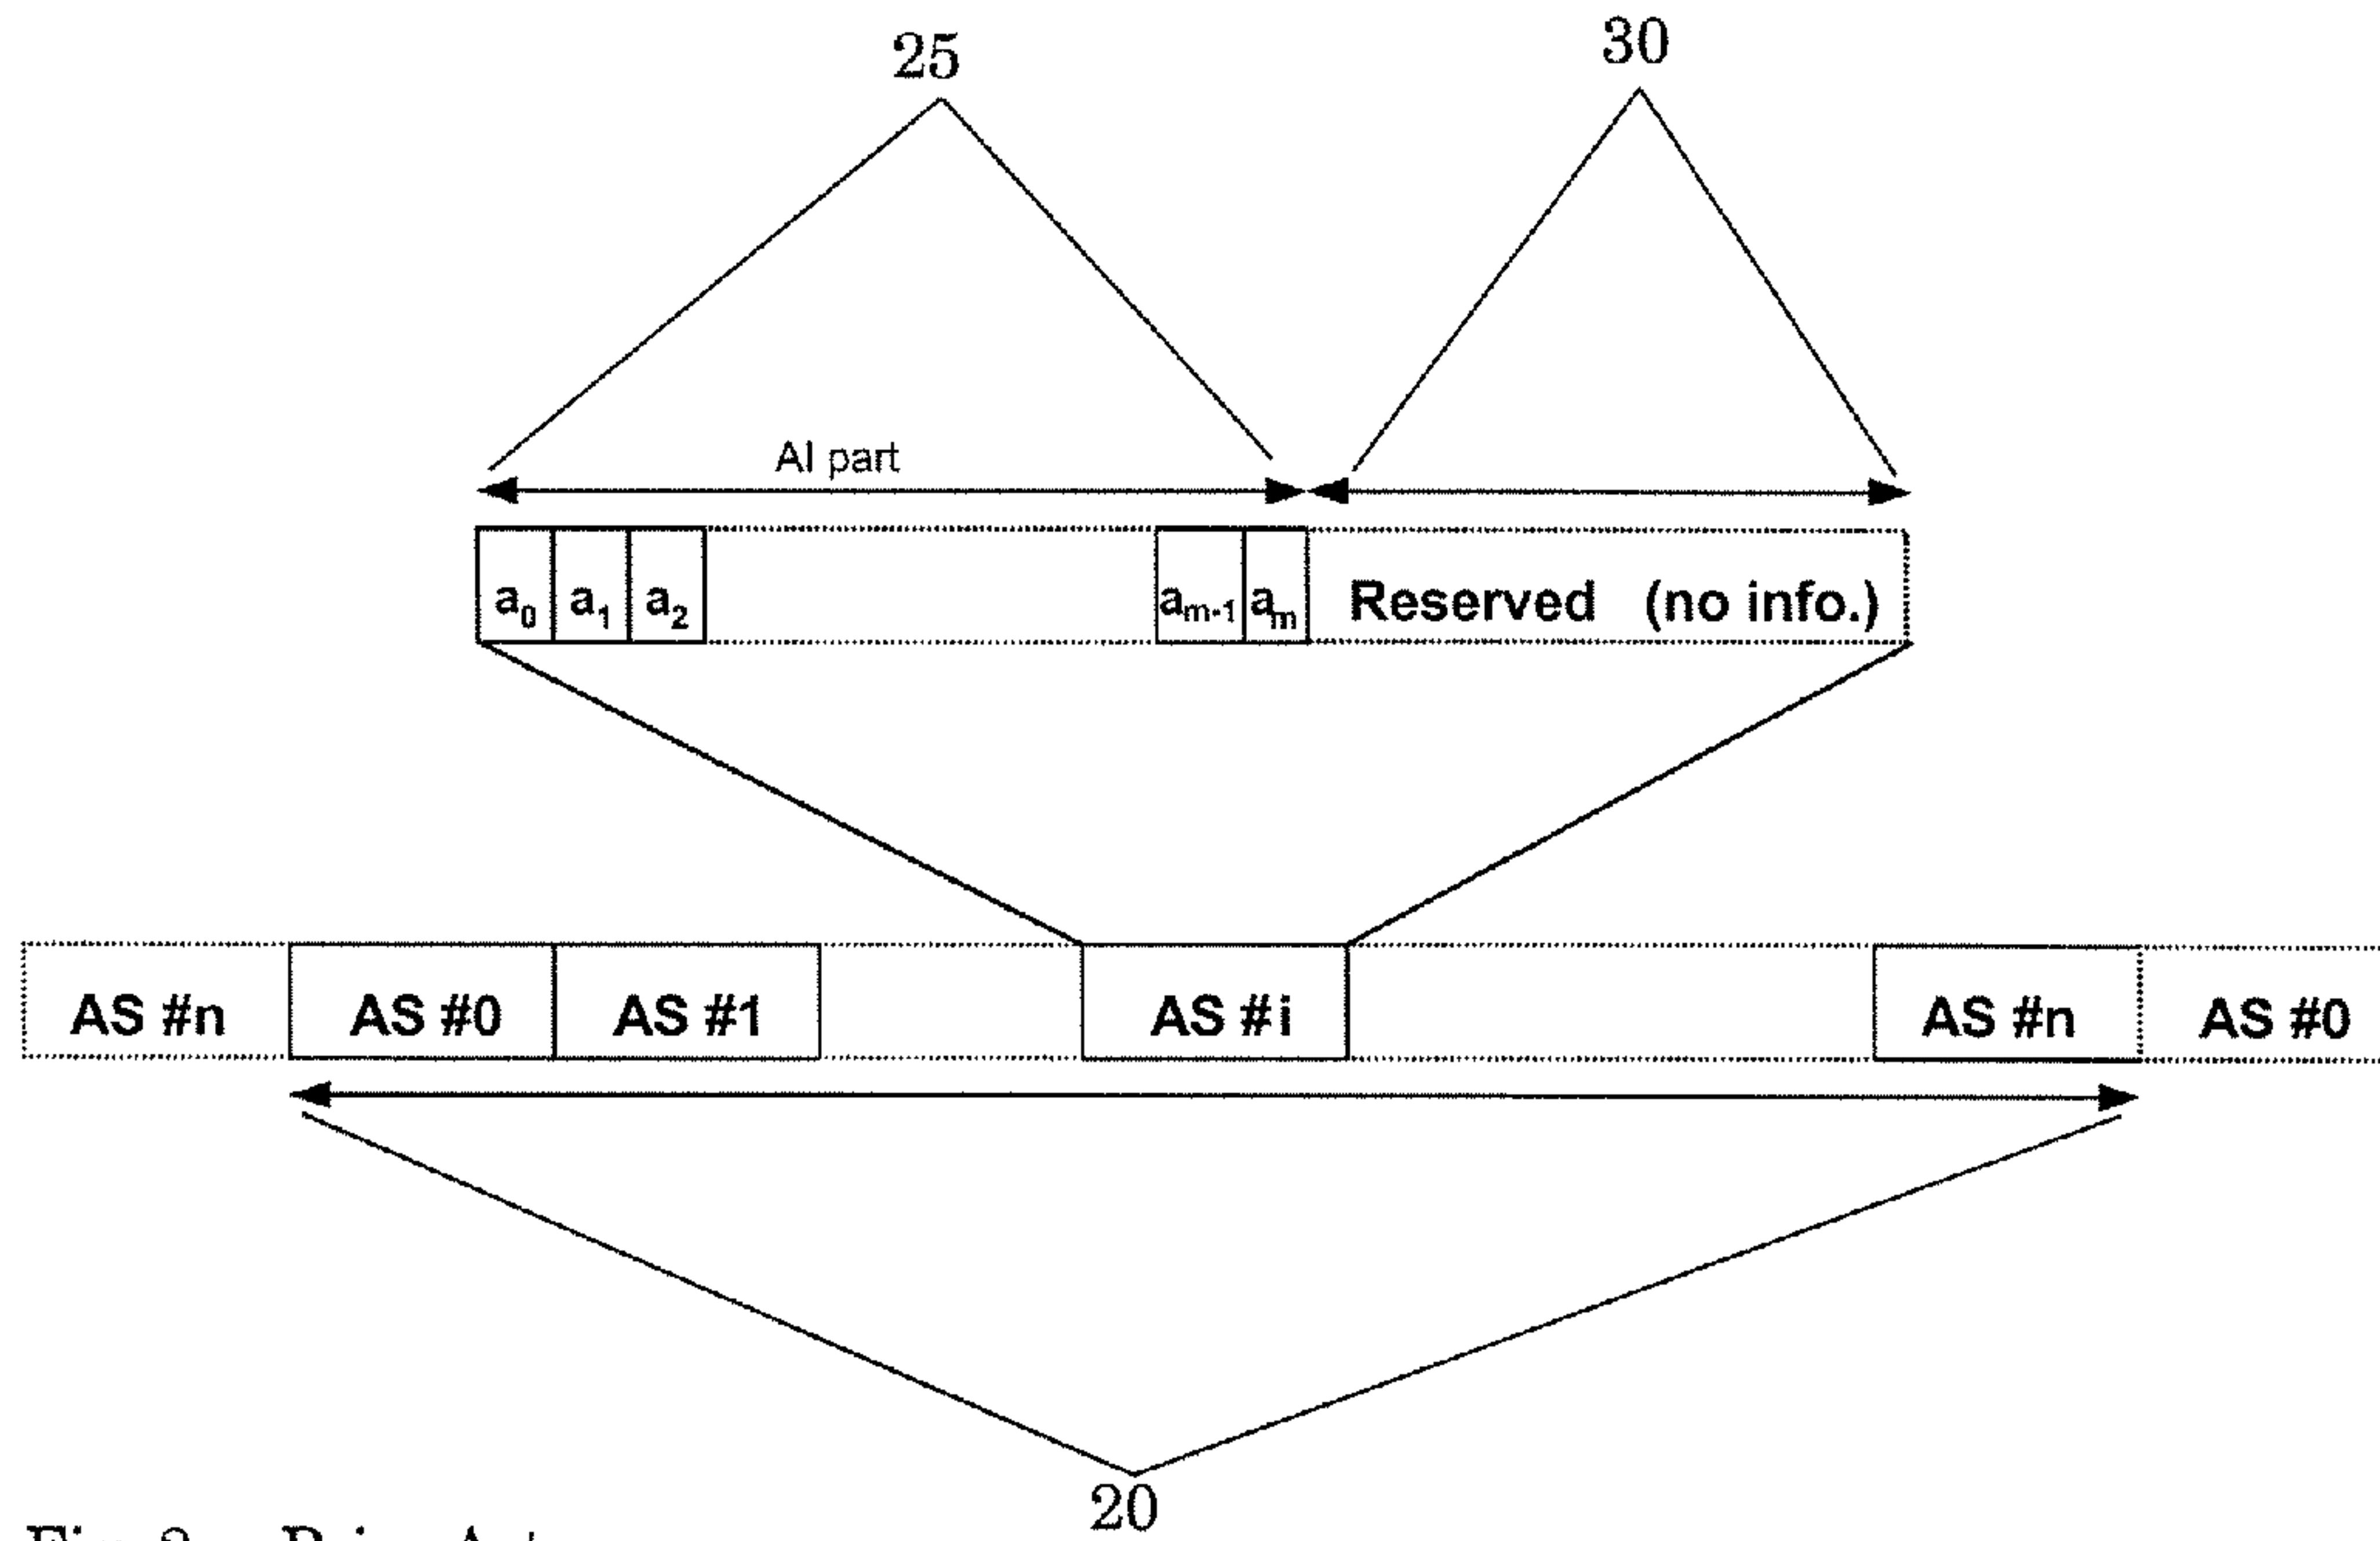 25 30
AI part
a₀ a₁ a₂ aₘ₋₁ aₘ Reserved (no info.)
AS #n AS #0 AS #1 AS #i AS #n AS #0
20